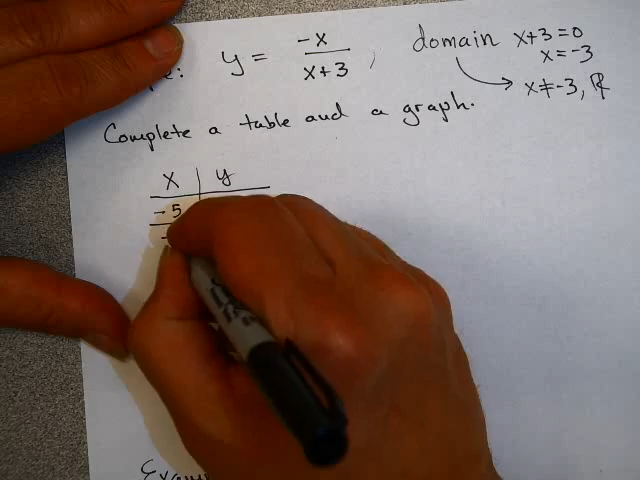 y = -x / x+3 , domain x+3=0
x=-3
x≠-3, ℝ
Complete a table and a graph.
x | y
-5
-